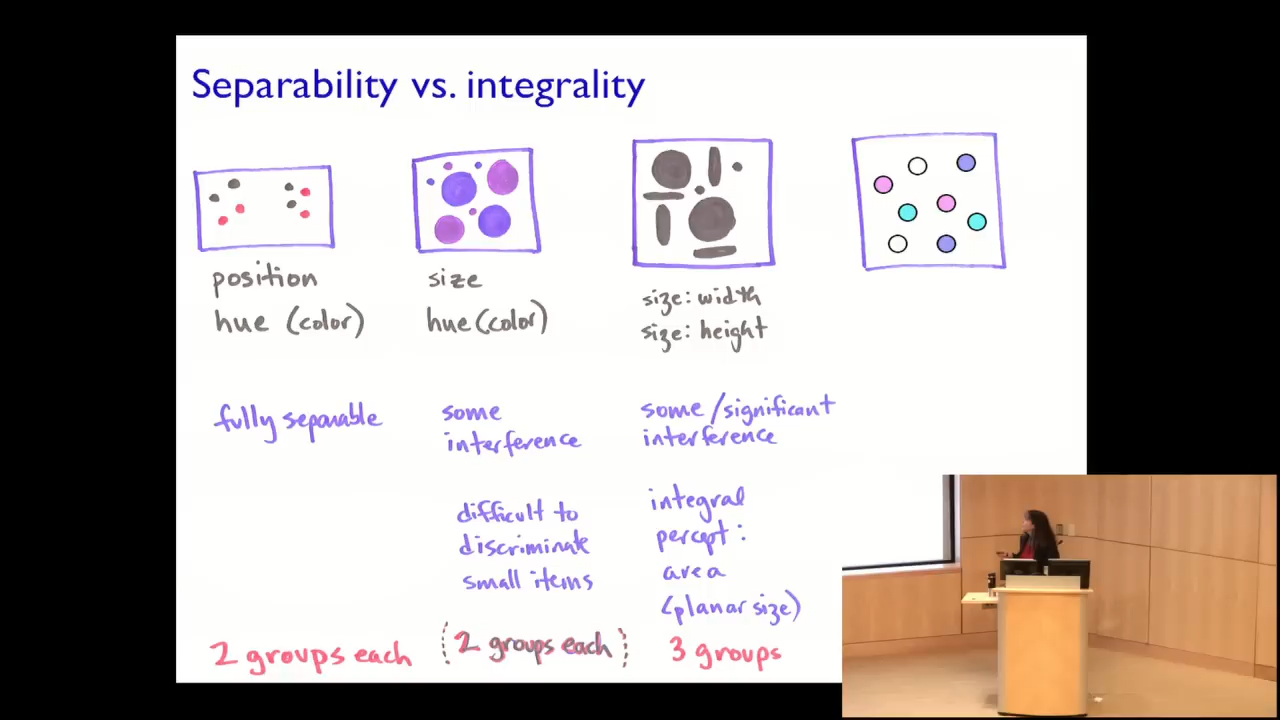 Separability vs. integrality
position
hue (color)
size
hue (color)
size: width
size: height
fully separable
some
interference
some/significant
interference
difficult to
discriminate
small items
integral
percept:
area
(planar size)
2 groups each
(2 groups each)
3 groups